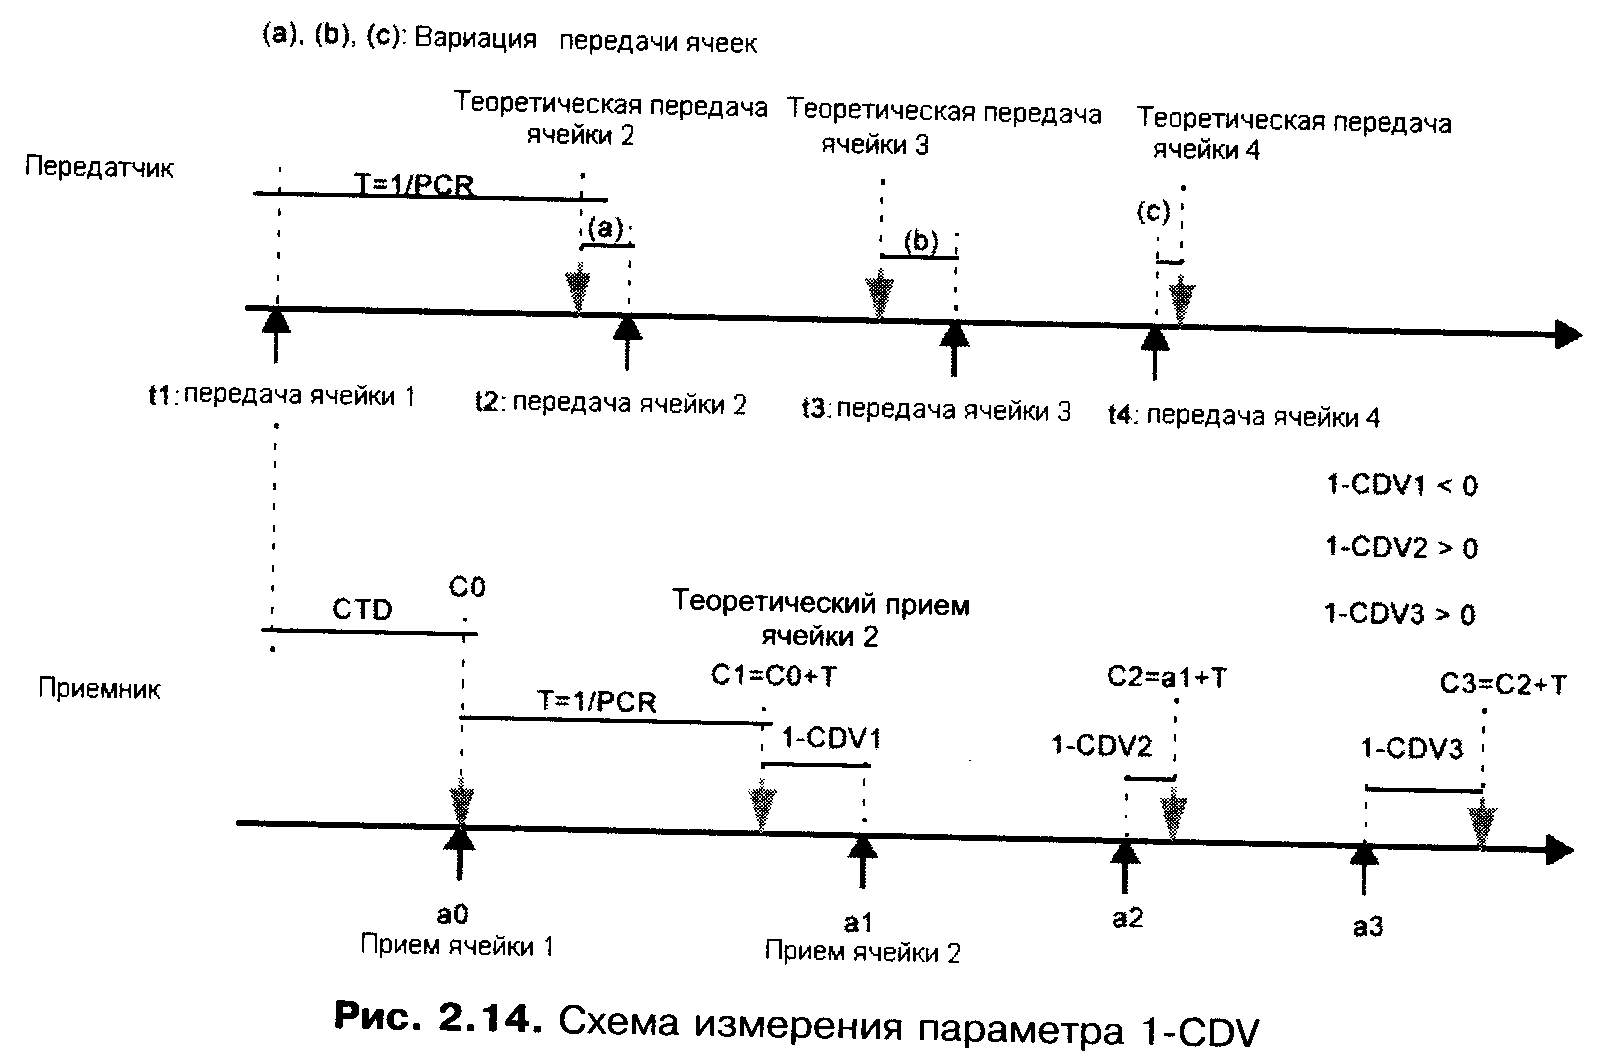 (a), (b), (c): Вариация передачи ячеек
Теоретическая передача
ячейки 2
Теоретическая передача
ячейки 3
Теоретическая передача
ячейки 4
Передатчик
T=1/PCR
(a)
(b)
(c)
t1: передача ячейки 1
t2: передача ячейки 2
t3: передача ячейки 3
t4: передача ячейки 4
1-CDV1 < 0
1-CDV2 > 0
1-CDV3 > 0
CTD
C0
Теоретический прием
ячейки 2
Приемник
T=1/PCR
C1=C0+T
C2=a1+T
C3=C2+T
1-CDV1
1-CDV2
1-CDV3
a0
Прием ячейки 1
a1
Прием ячейки 2
a2
a3
Рис. 2.14. Схема измерения параметра 1-CDV